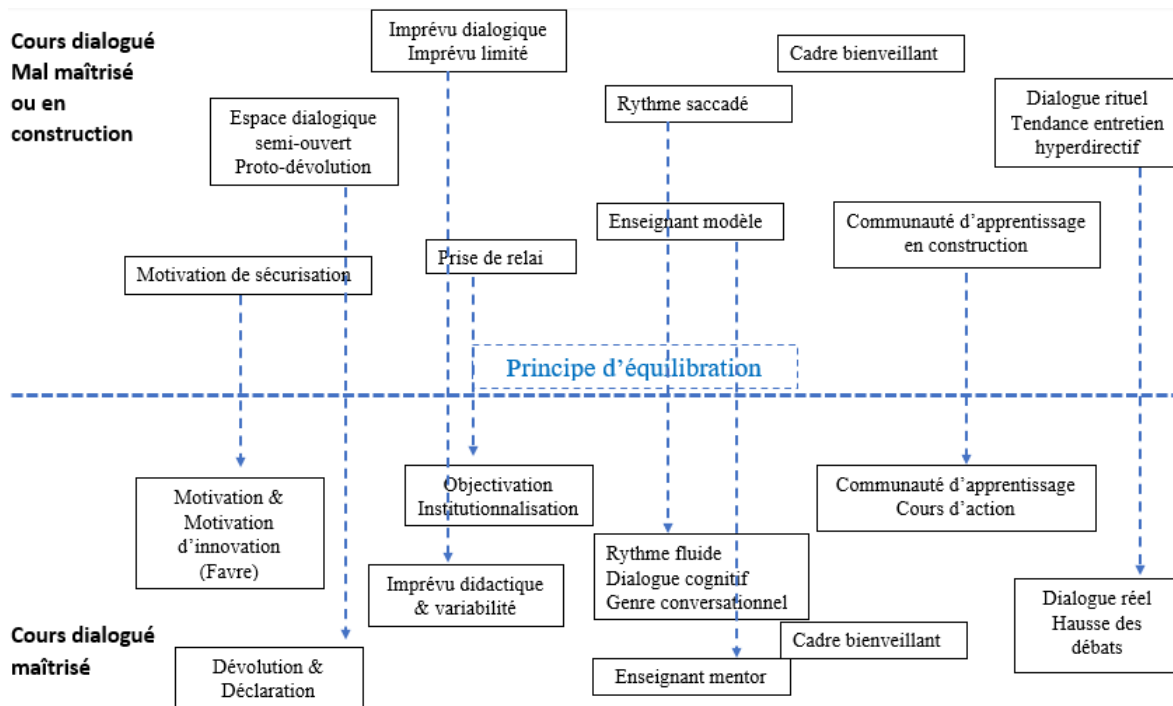 Cours dialogué
Mal maîtrisé
ou en
construction
Imprévu dialogique
Imprévu limité
Cadre bienveillant
Espace dialogique
semi-ouvert
Proto-dévolution
Rythme saccadé
Dialogue rituel
Tendance entretien
hyperdirectif
Motivation de sécurisation
Prise de relai
Enseignant modèle
Communauté d'apprentissage
en construction
Principe d'équilibration
Motivation &
Motivation
d'innovation
(Favre)
Objectivation
Institutionnalisation
Communauté d'apprentissage
Cours d'action
Imprévu didactique
& variabilité
Rythme fluide
Dialogue cognitif
Genre conversationnel
Dialogue réel
Hausse des
débats
Cours dialogué
maîtrisé
Dévolution &
Déclaration
Cadre bienveillant
Enseignant mentor